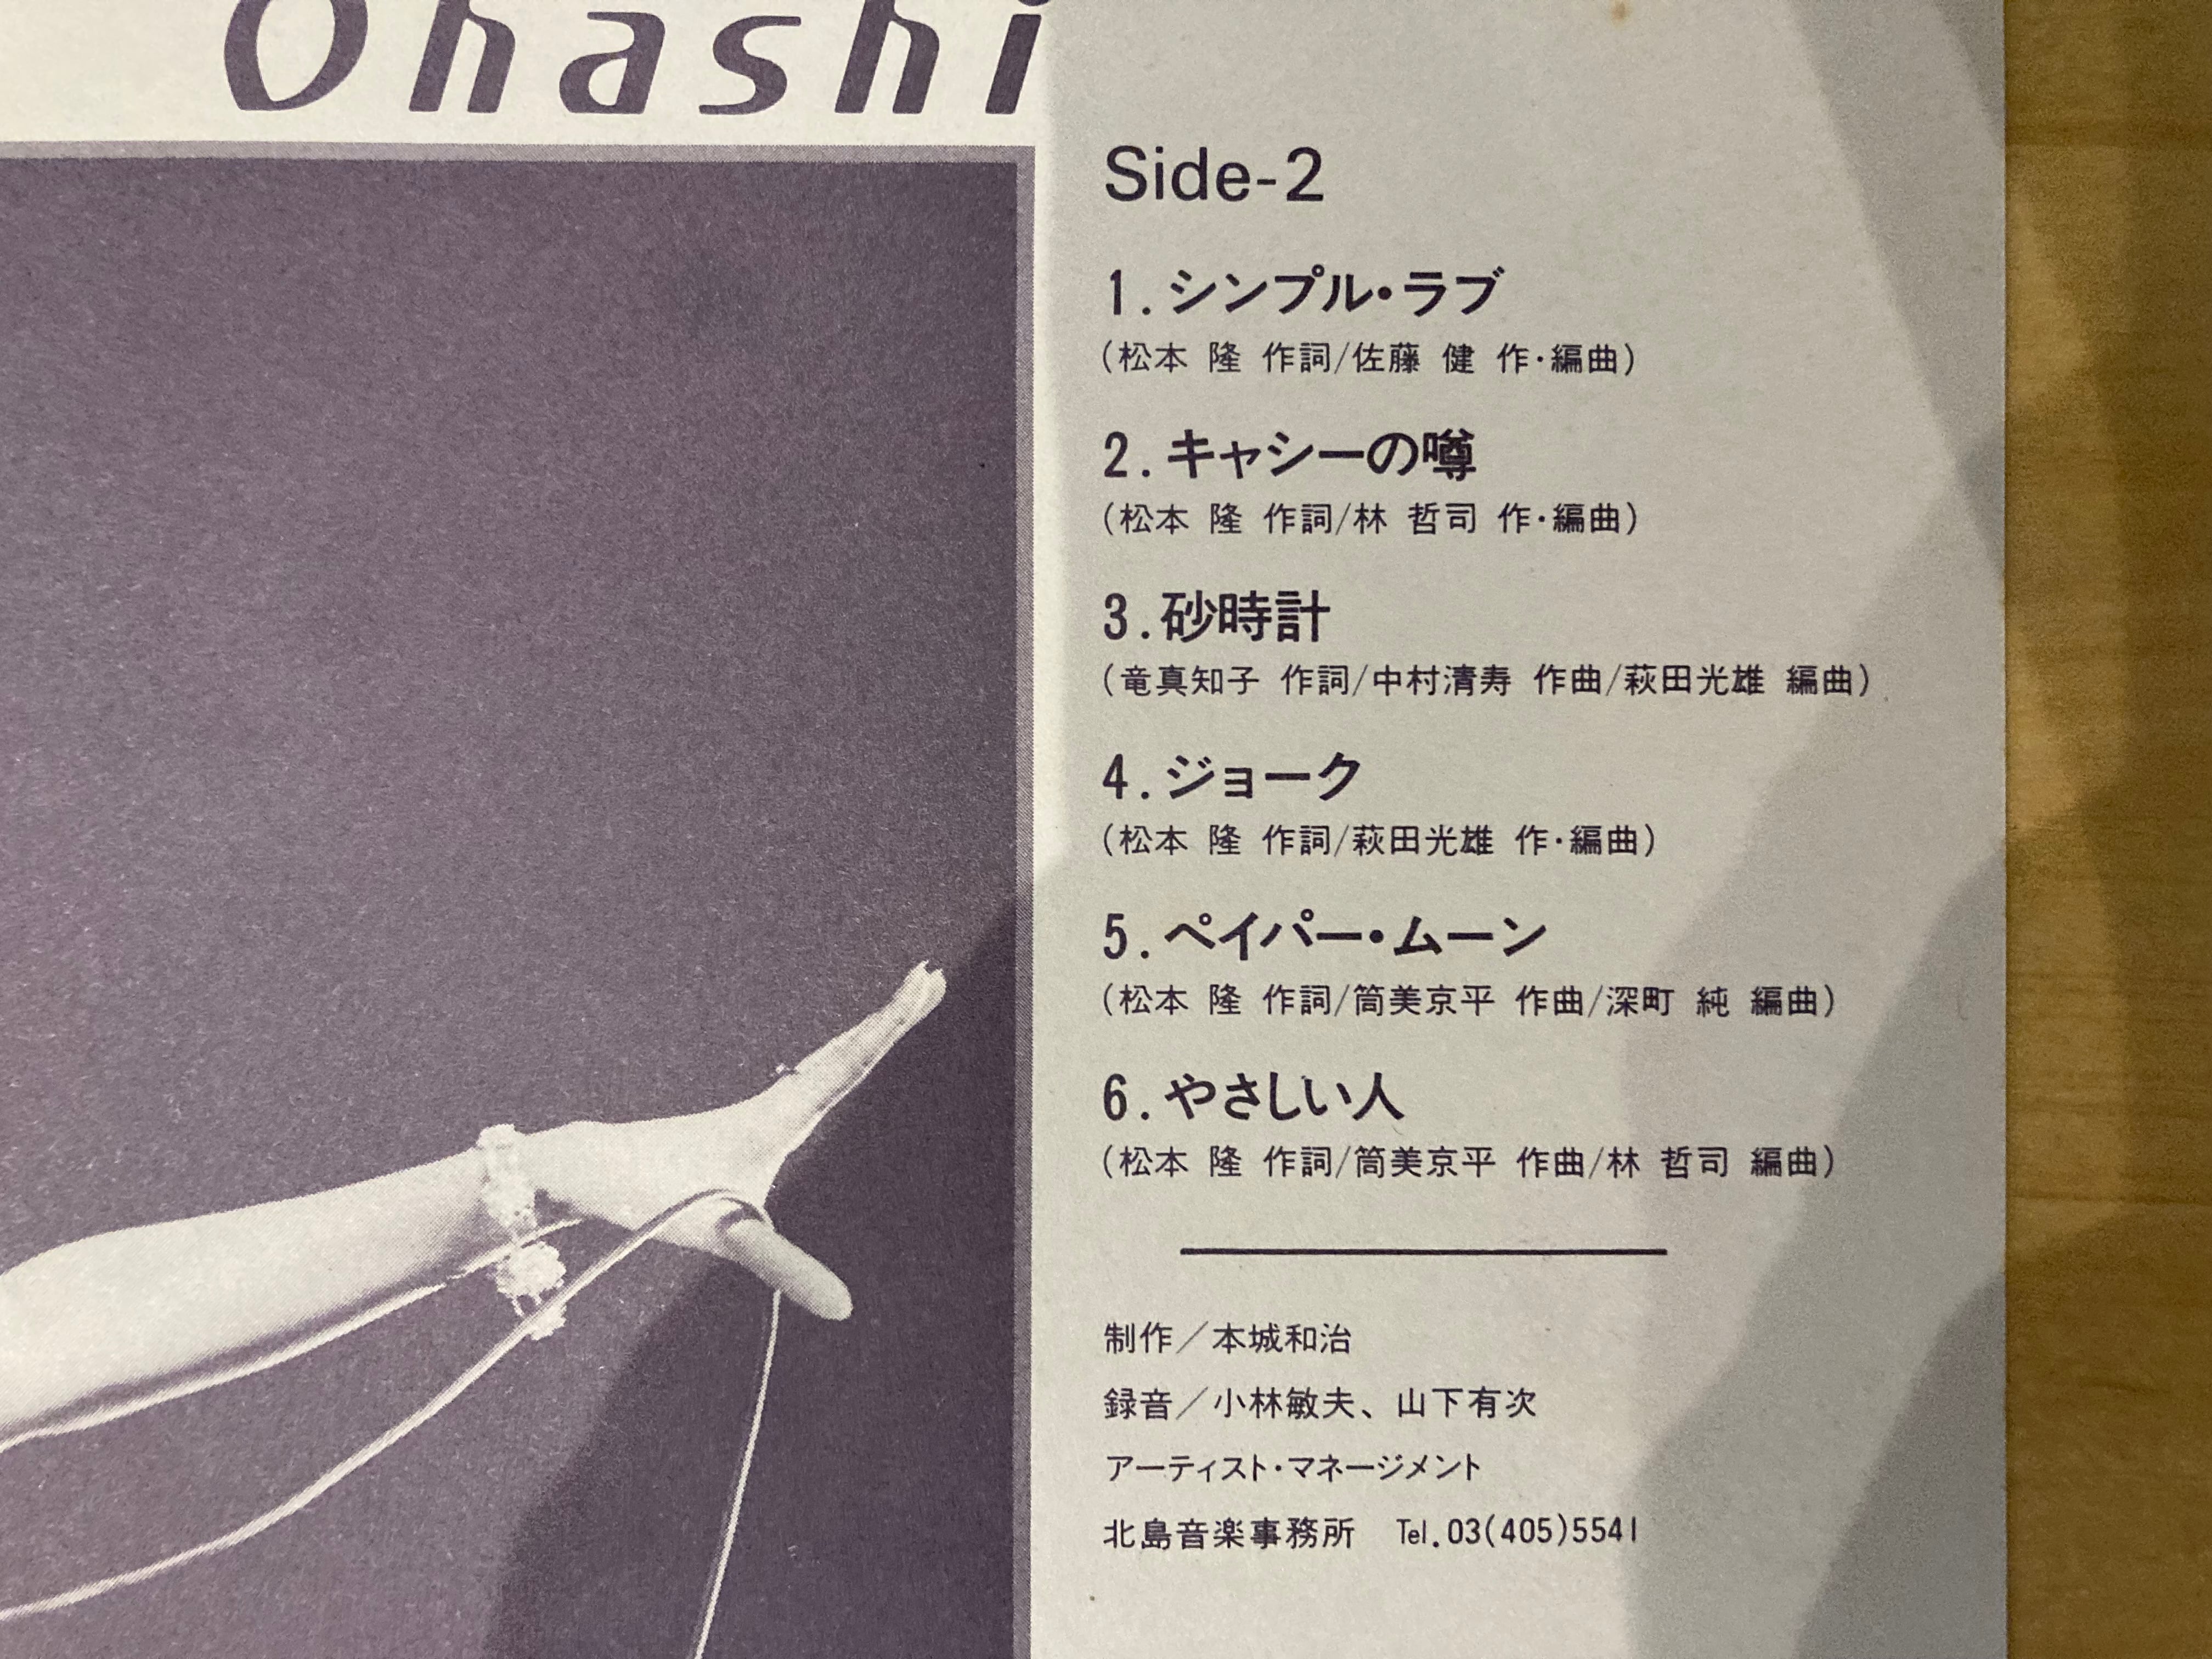 Ohashi
Side-2
1.シンプル・ラブ
(松本 隆 作詞/佐藤 健 作・編曲)
2.キャシーの噂
(松本 隆 作詞/林 哲司 作・編曲)
3.砂時計
(竜真知子 作詞/中村清寿 作曲/萩田光雄 編曲)
4.ジョーク
(松本 隆 作詞/萩田光雄 作・編曲)
5.ペイパー・ムーン
(松本 隆 作詞/筒美京平 作曲/深町 純 編曲)
6.やさしい人
(松本 隆 作詞/筒美京平 作曲/林 哲司 編曲)
制作／本城和治
録音／小林敏夫、山下有次
アーティスト・マネージメント
北島音楽事務所 Tel.03(405)5541